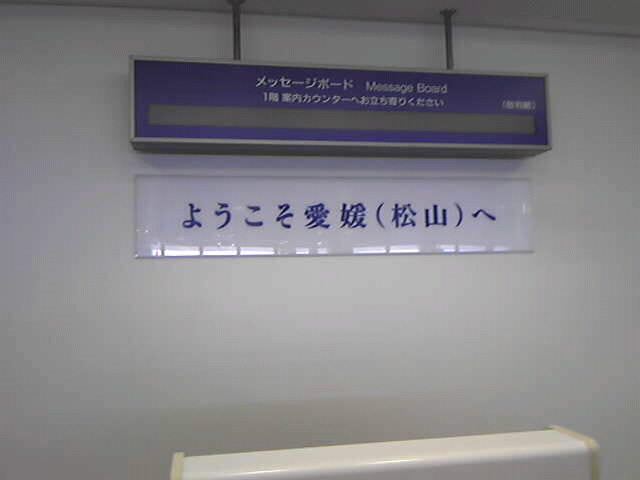 メッセージボード Message Board
1階 案内カウンターへお立ち寄りください
ようこそ愛媛(松山)へ